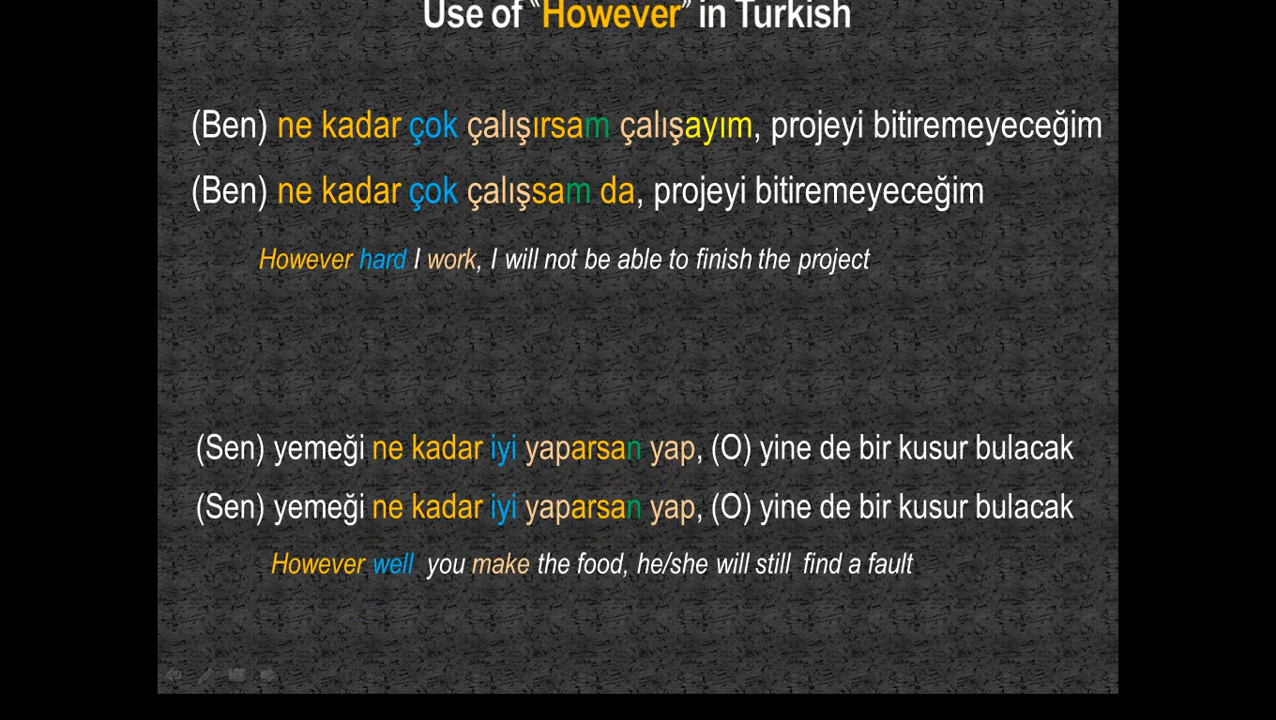 Use of "However" in Turkish
(Ben) ne kadar çok çalışırsam çalışayım, projeyi bitiremeyeceğim
(Ben) ne kadar çok çalışsam da, projeyi bitiremeyeceğim
However hard I work, I will not be able to finish the project
(Sen) yemeği ne kadar iyi yaparsan yap, (O) yine de bir kusur bulacak
(Sen) yemeği ne kadar iyi yaparsan yap, (O) yine de bir kusur bulacak
However well you make the food, he/she will still find a fault